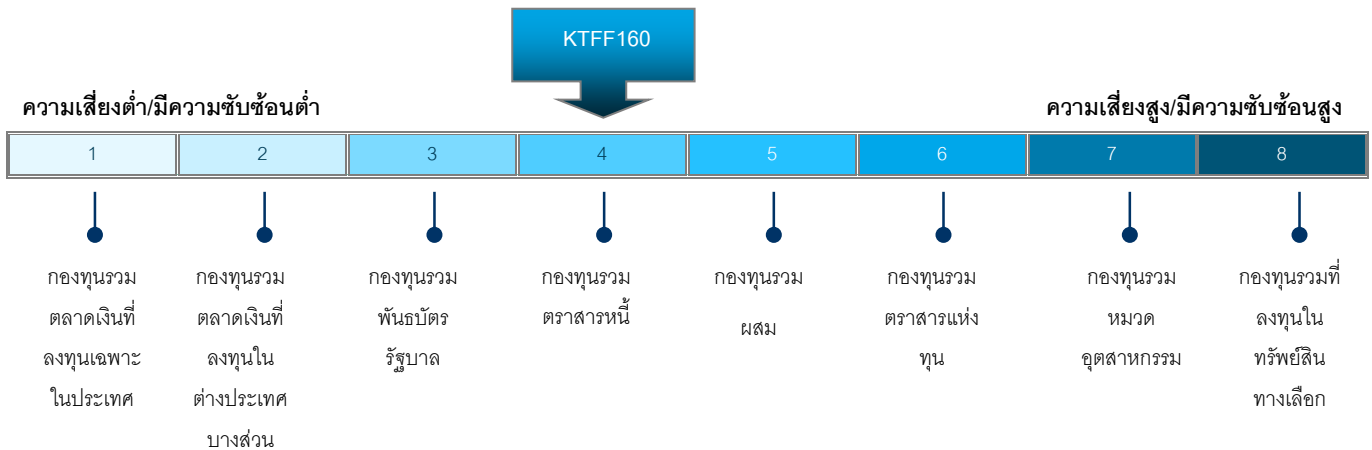 KTFF160
ความเสี่ยงต่ำ/มีความซับซ้อนต่ำ
ความเสี่ยงสูง/มีความซับซ้อนสูง
1 2 3 4 5 6 7 8
กองทุนรวม
ตลาดเงินที่
ลงทุนเฉพาะ
ในประเทศ
กองทุนรวม
ตลาดเงินที่
ลงทุนใน
ต่างประเทศ
บางส่วน
กองทุนรวม
พันธบัตร
รัฐบาล
กองทุนรวม
ตราสารหนี้
กองทุนรวม
ผสม
กองทุนรวม
ตราสารแห่ง
ทุน
กองทุนรวม
หมวด
อุตสาหกรรม
กองทุนรวมที่
ลงทุนใน
ทรัพย์สิน
ทางเลือก